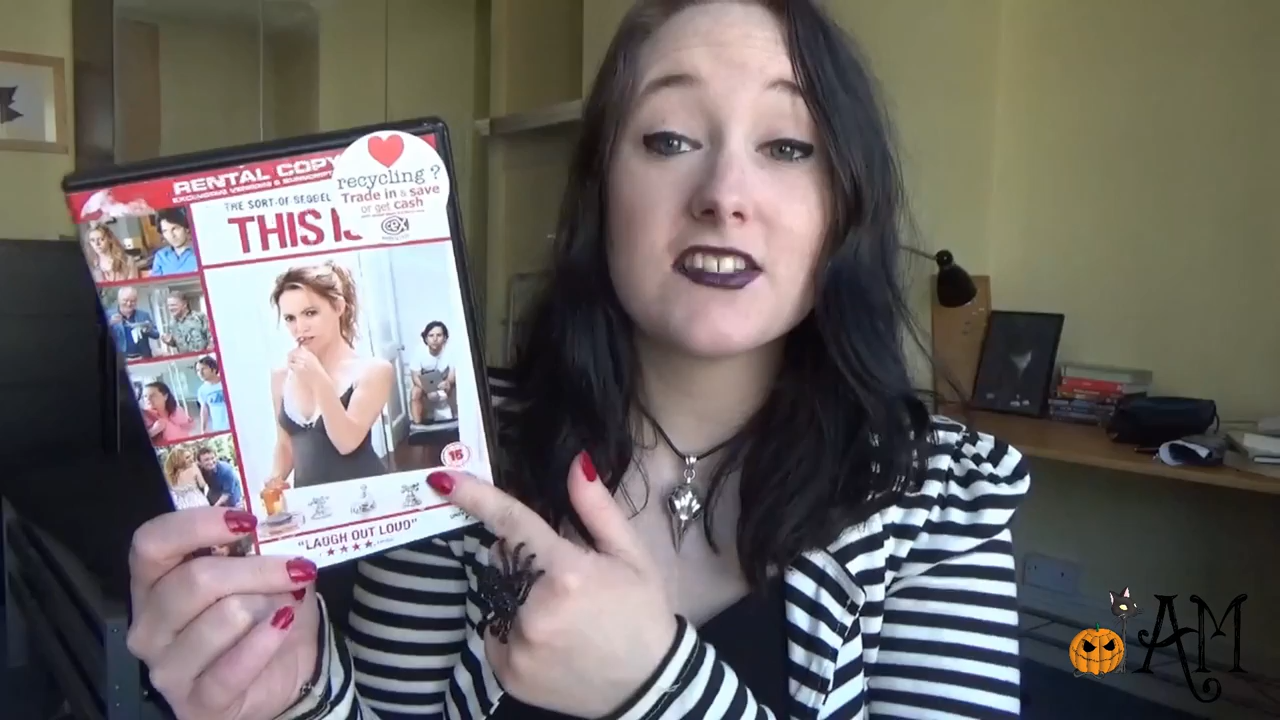 RENTAL COPY
THE SORT-OF SEQUEL
THIS I
recycling ?
Trade in & save
or get cash
cex
15
"LAUGH OUT LOUD"
★★★★
AM